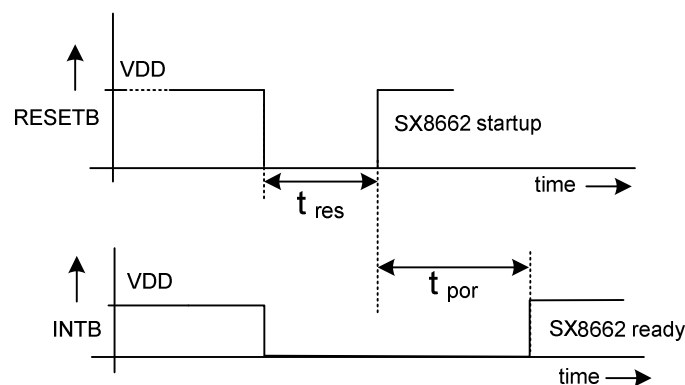 VDD
RESETB
SX8662 startup
time
t res
VDD
t por
INTB
SX8662 ready
time